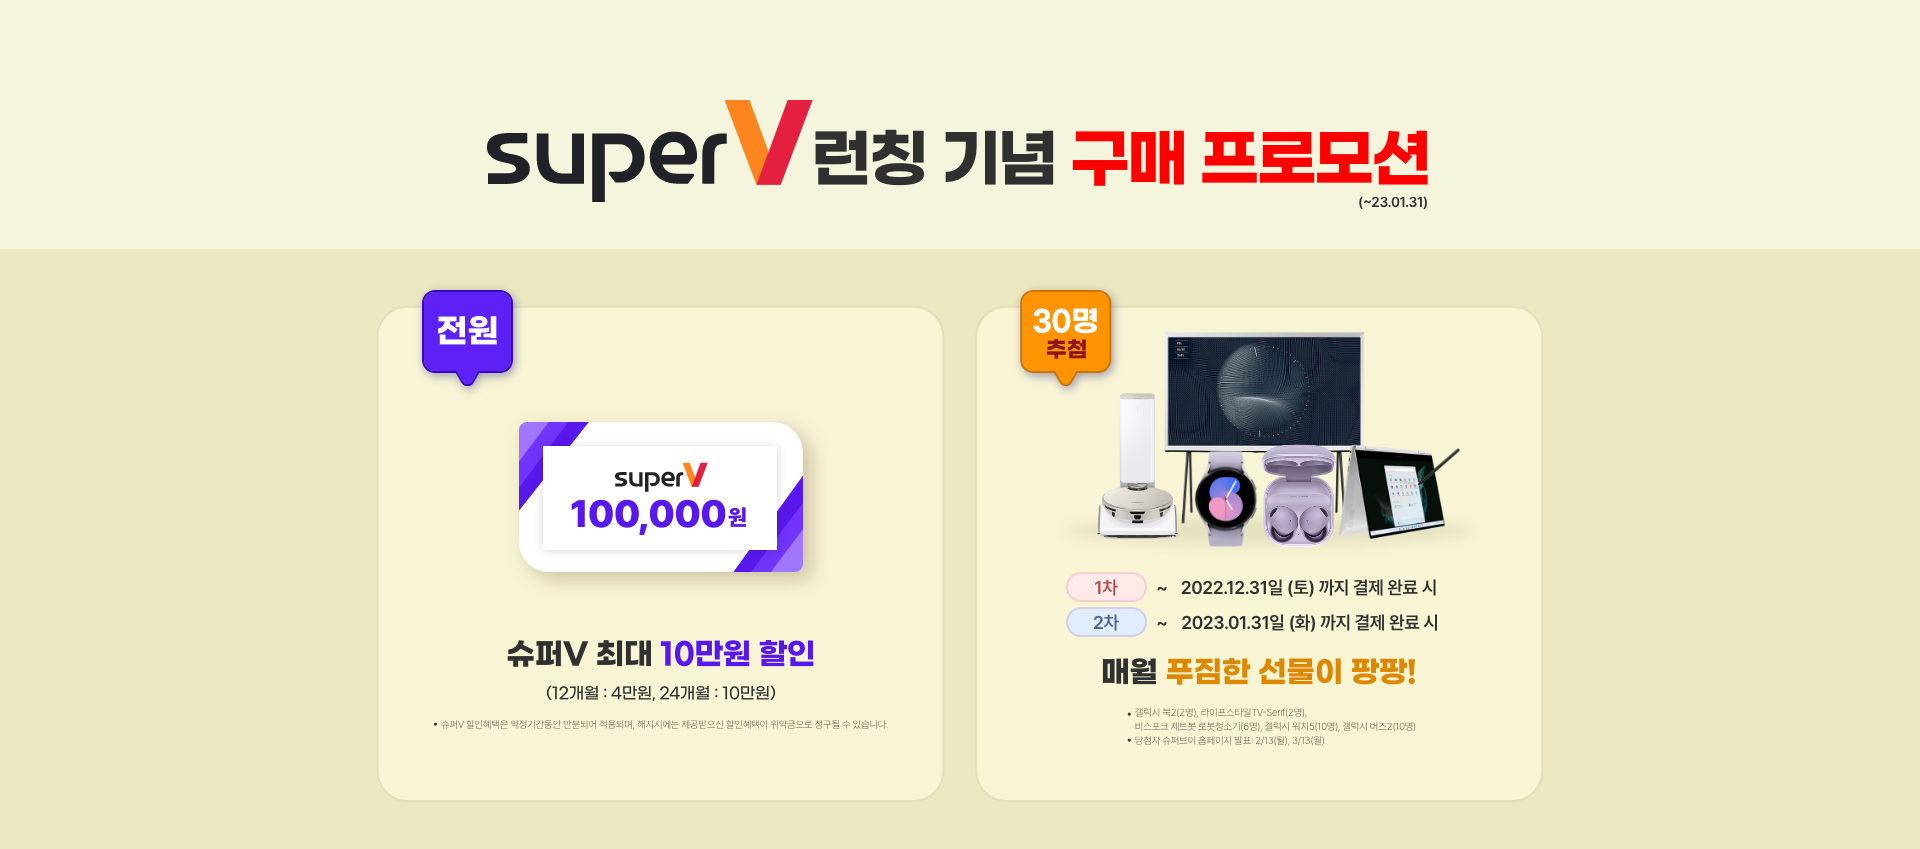 superV 런칭 기념 구매 프로모션
(~23.01.31)
전원
superV
100,000원
슈퍼V 최대 10만원 할인
(12개월 : 4만원, 24개월 : 10만원)
• 슈퍼V 할인혜택은 약정기간동안 안분되어 적용되며, 해지시에는 제공받으신 할인혜택이 위약금으로 청구될 수 있습니다.
30명
추첨
1차 ~ 2022.12.31일 (토) 까지 결제 완료 시
2차 ~ 2023.01.31일 (화) 까지 결제 완료 시
매월 푸짐한 선물이 팡팡!
• 갤럭시 북2(2명), 라이프스타일TV-Serif(2명),
비스포크 제트봇 로봇청소기(6명), 갤럭시 워치5(10명), 갤럭시 버즈2(10명)
• 당첨자 슈퍼브이 홈페이지 발표: 2/13(월), 3/13(월)